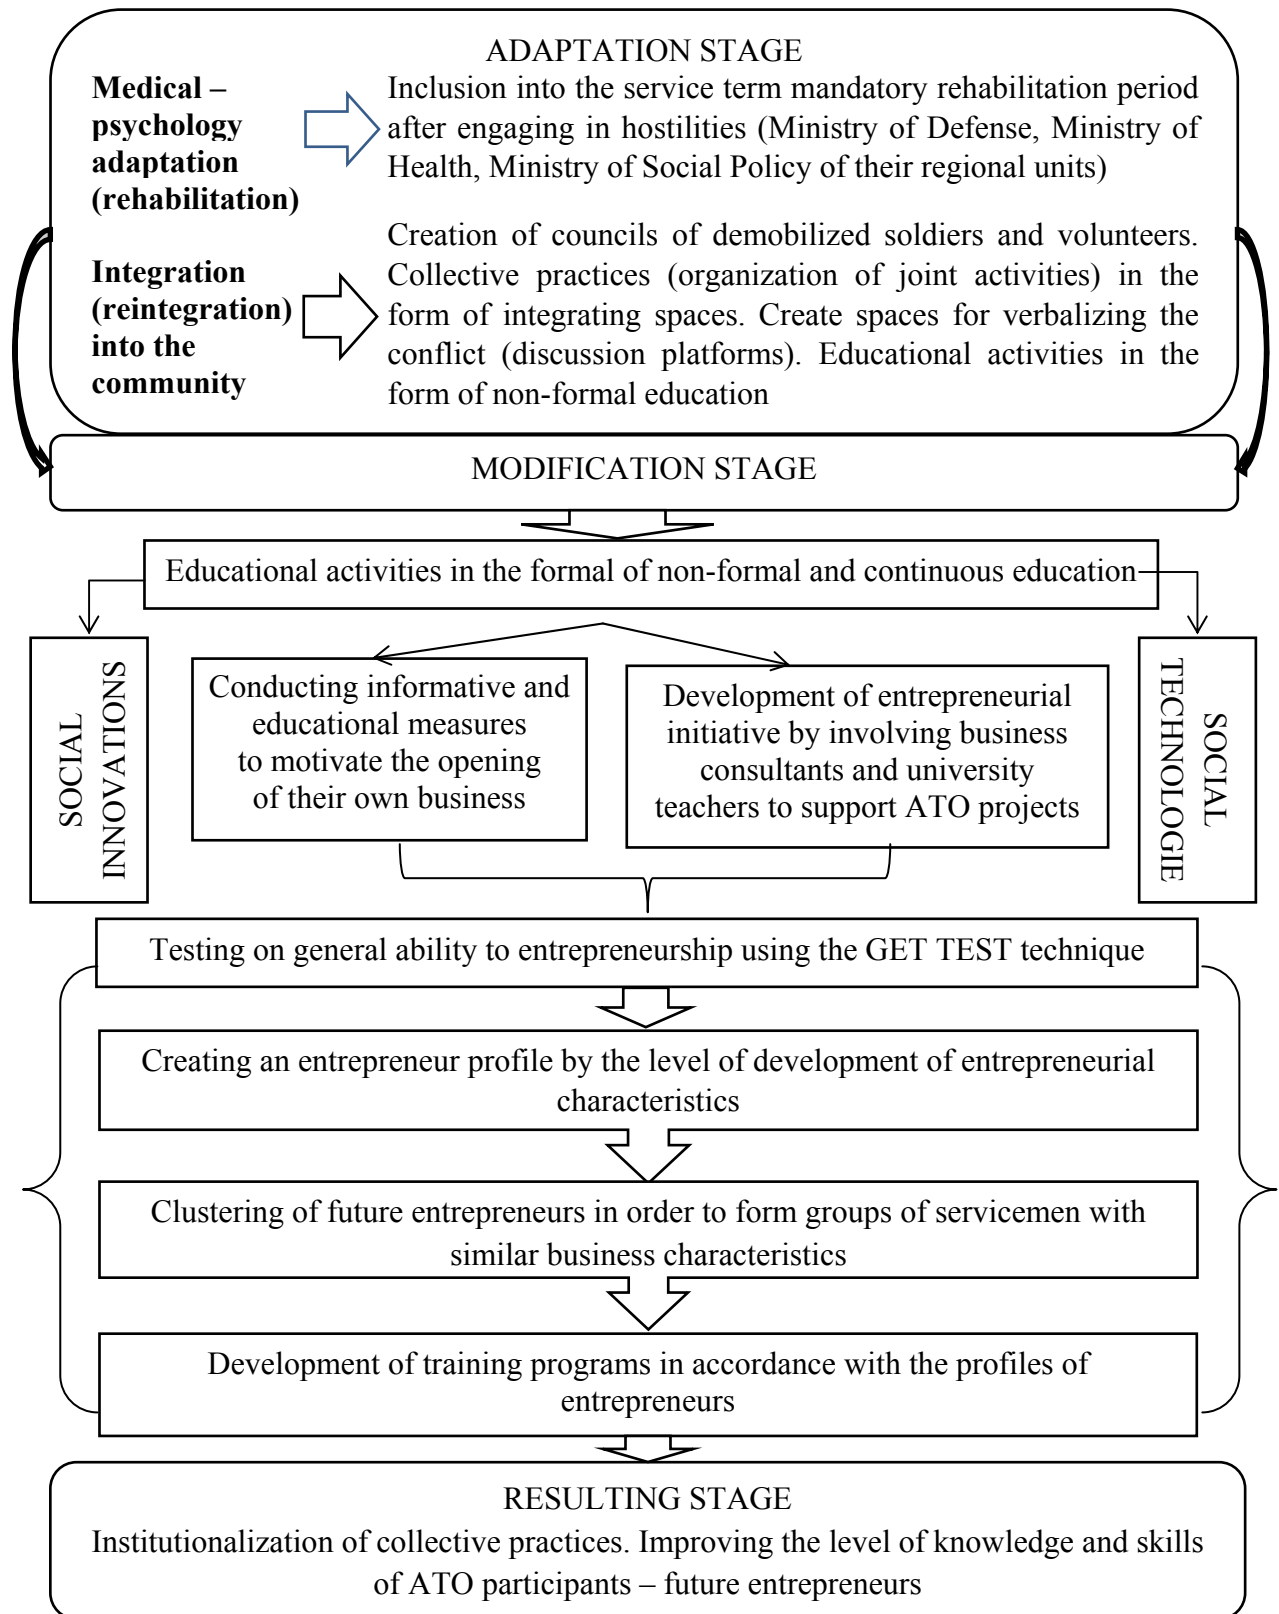 ADAPTATION STAGE
Medical –
psychology
adaptation
(rehabilitation)
Inclusion into the service term mandatory rehabilitation period
after engaging in hostilities (Ministry of Defense, Ministry of
Health, Ministry of Social Policy of their regional units)
Integration
(reintegration)
into the
community
Creation of councils of demobilized soldiers and volunteers.
Collective practices (organization of joint activities) in the
form of integrating spaces. Create spaces for verbalizing the
conflict (discussion platforms). Educational activities in the
form of non-formal education
MODIFICATION STAGE
Educational activities in the formal of non-formal and continuous education
SOCIAL
INNOVATIONS
Conducting informative and
educational measures
to motivate the opening
of their own business
Development of entrepreneurial
initiative by involving business
consultants and university
teachers to support ATO projects
SOCIAL
TECHNOLOGIE
Testing on general ability to entrepreneurship using the GET TEST technique
Creating an entrepreneur profile by the level of development of entrepreneurial
characteristics
Clustering of future entrepreneurs in order to form groups of servicemen with
similar business characteristics
Development of training programs in accordance with the profiles of
entrepreneurs
RESULTING STAGE
Institutionalization of collective practices. Improving the level of knowledge and skills
of ATO participants – future entrepreneurs